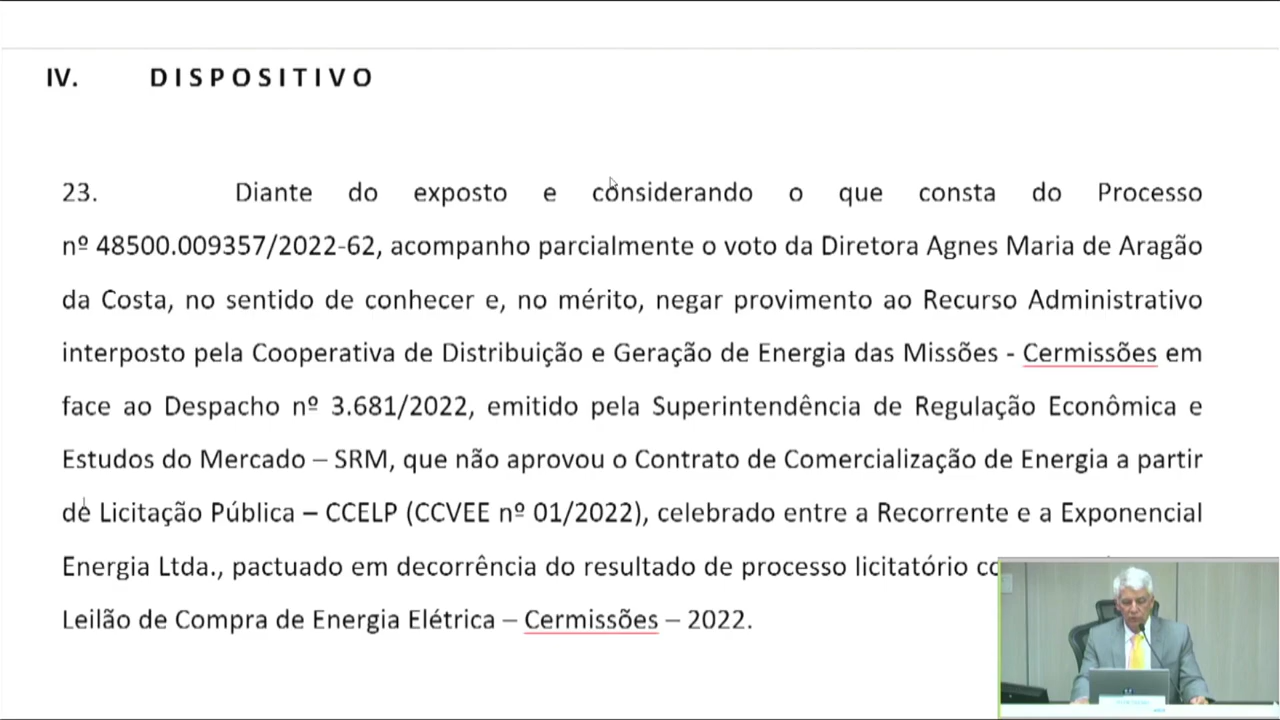 IV. DISPOSITIVO
23. Diante do exposto e considerando o que consta do Processo
nº 48500.009357/2022-62, acompanho parcialmente o voto da Diretora Agnes Maria de Aragão
da Costa, no sentido de conhecer e, no mérito, negar provimento ao Recurso Administrativo
interposto pela Cooperativa de Distribuição e Geração de Energia das Missões - Cermissões em
face ao Despacho nº 3.681/2022, emitido pela Superintendência de Regulação Econômica e
Estudos do Mercado – SRM, que não aprovou o Contrato de Comercialização de Energia a partir
de Licitação Pública – CCELP (CCVEE nº 01/2022), celebrado entre a Recorrente e a Exponencial
Energia Ltda., pactuado em decorrência do resultado de processo licitatório
Leilão de Compra de Energia Elétrica – Cermissões – 2022.